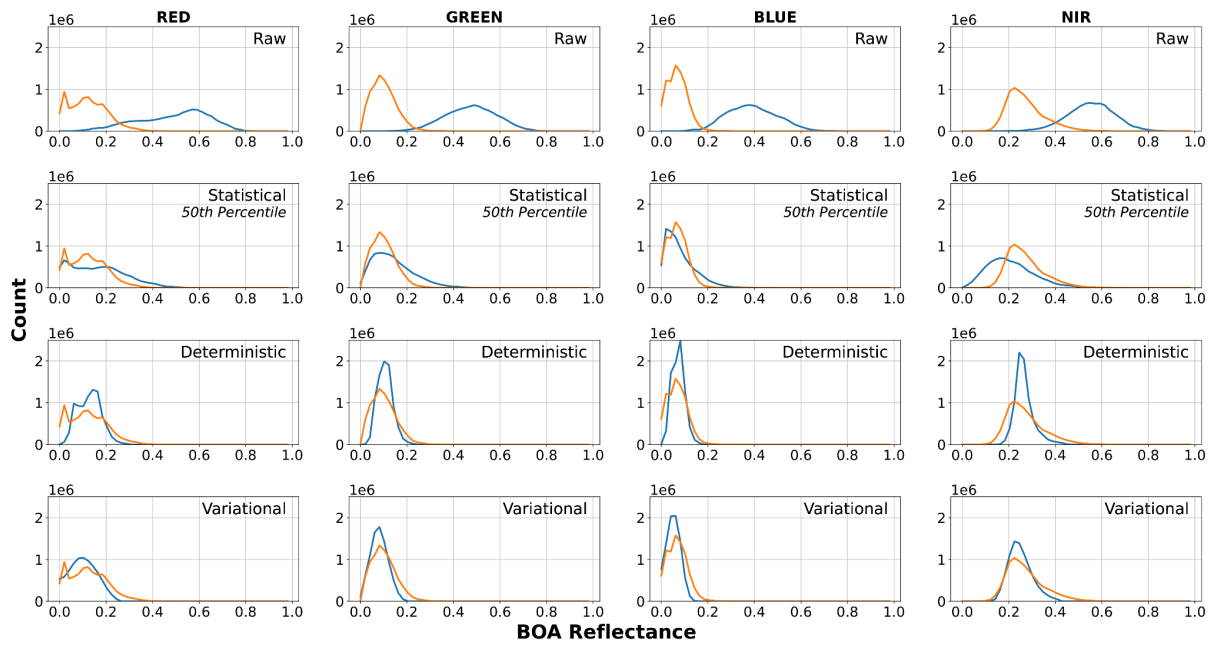 RED GREEN BLUE NIR
1e6 1e6 1e6 1e6
Raw Raw Raw Raw
2 2 2 2
1 1 1 1
0 0 0 0
0.0 0.2 0.4 0.6 0.8 1.0 0.0 0.2 0.4 0.6 0.8 1.0 0.0 0.2 0.4 0.6 0.8 1.0 0.0 0.2 0.4 0.6 0.8 1.0
1e6 1e6 1e6 1e6
Statistical Statistical Statistical Statistical
2 2 2 2
50th Percentile 50th Percentile 50th Percentile 50th Percentile
1 1 1 1
0 0 0 0
0.0 0.2 0.4 0.6 0.8 1.0 0.0 0.2 0.4 0.6 0.8 1.0 0.0 0.2 0.4 0.6 0.8 1.0 0.0 0.2 0.4 0.6 0.8 1.0
Count
1e6 1e6 1e6 1e6
Deterministic Deterministic Deterministic Deterministic
2 2 2 2
1 1 1 1
0 0 0 0
0.0 0.2 0.4 0.6 0.8 1.0 0.0 0.2 0.4 0.6 0.8 1.0 0.0 0.2 0.4 0.6 0.8 1.0 0.0 0.2 0.4 0.6 0.8 1.0
1e6 1e6 1e6 1e6
Variational Variational Variational Variational
2 2 2 2
1 1 1 1
0 0 0 0
0.0 0.2 0.4 0.6 0.8 1.0 0.0 0.2 0.4 0.6 0.8 1.0 0.0 0.2 0.4 0.6 0.8 1.0 0.0 0.2 0.4 0.6 0.8 1.0
BOA Reflectance